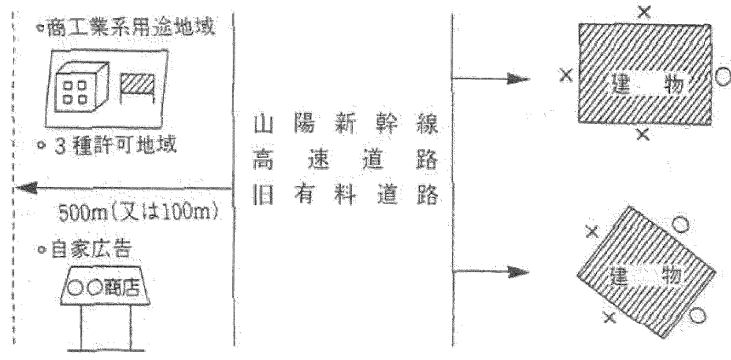 ◦商工業系用途地域
◦3種許可地域
500m(又は100m)
◦自家広告
○○商店
山陽新幹線
高速道路
旧有料道路
×
×
建物
○
×
×
○
建物
×
○